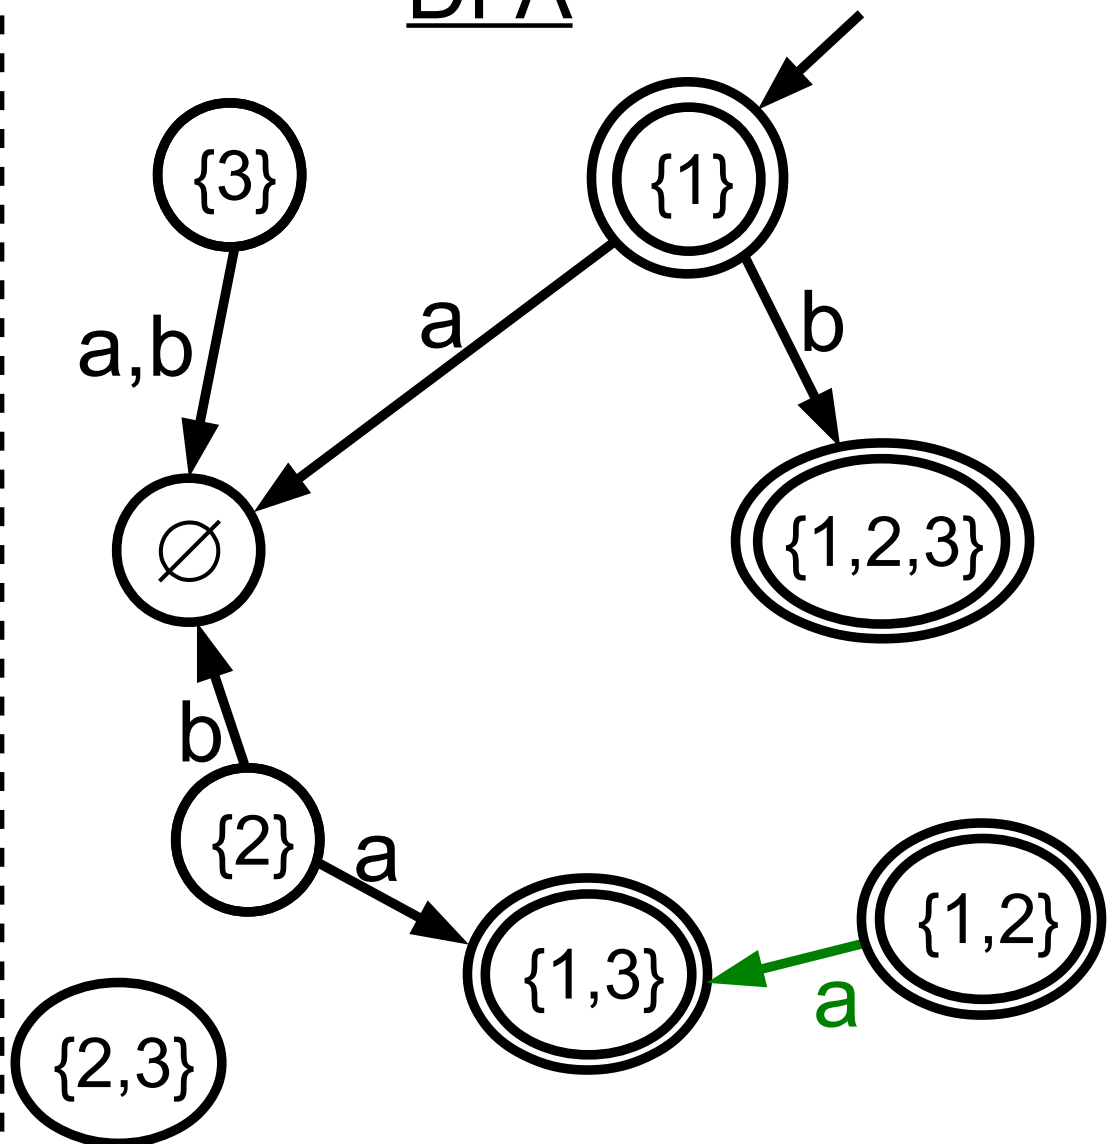 DFA
{3}
{1}
a
b
a,b
∅
{1,2,3}
b
{2}
a
{1,2}
{1,3}
a
{2,3}